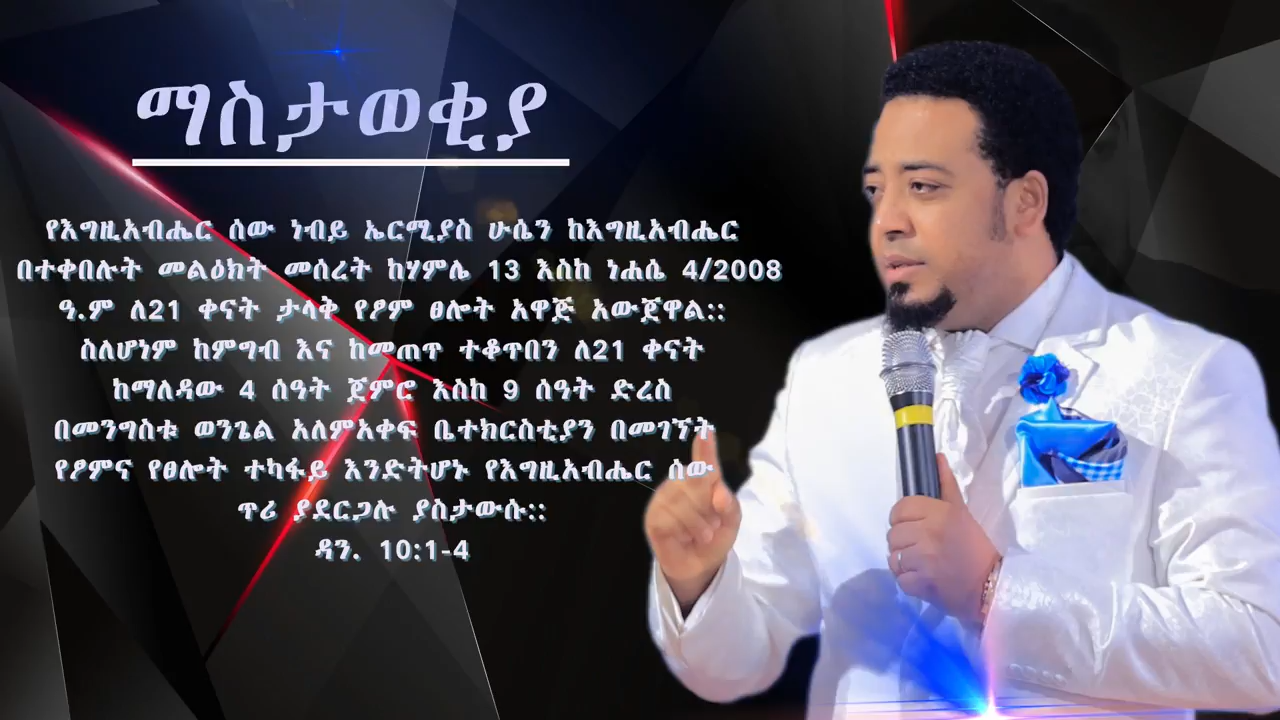 ማስታወቂያ
የእግዚአብሔር ሰው ነብይ ኤርሚያስ ሁሴን ከእግዚአብሔር
በተቀበሉት መልዕክት መሰረት ከሃምሌ 13 እስከ ነሐሴ 4/2008
ዓ.ም ለ21 ቀናት ታላቅ የፆም ፀሎት አዋጅ አውጀዋል::
ስለሆነም ከምግብ እና ከመጠጥ ተቆጥበን ለ21 ቀናት
ከማለዳው 4 ሰዓት ጀምሮ እስከ 9 ሰዓት ድረስ
በመንግስቱ ወንጌል አለምአቀፍ ቤተክርስቲያን በመገኘት
የፆምና የፀሎት ተካፋይ እንድትሆኑ የእግዚአብሔር ሰው
ጥሪ ያደርጋሉ ያስታውሱ::
ዳን. 10:1-4